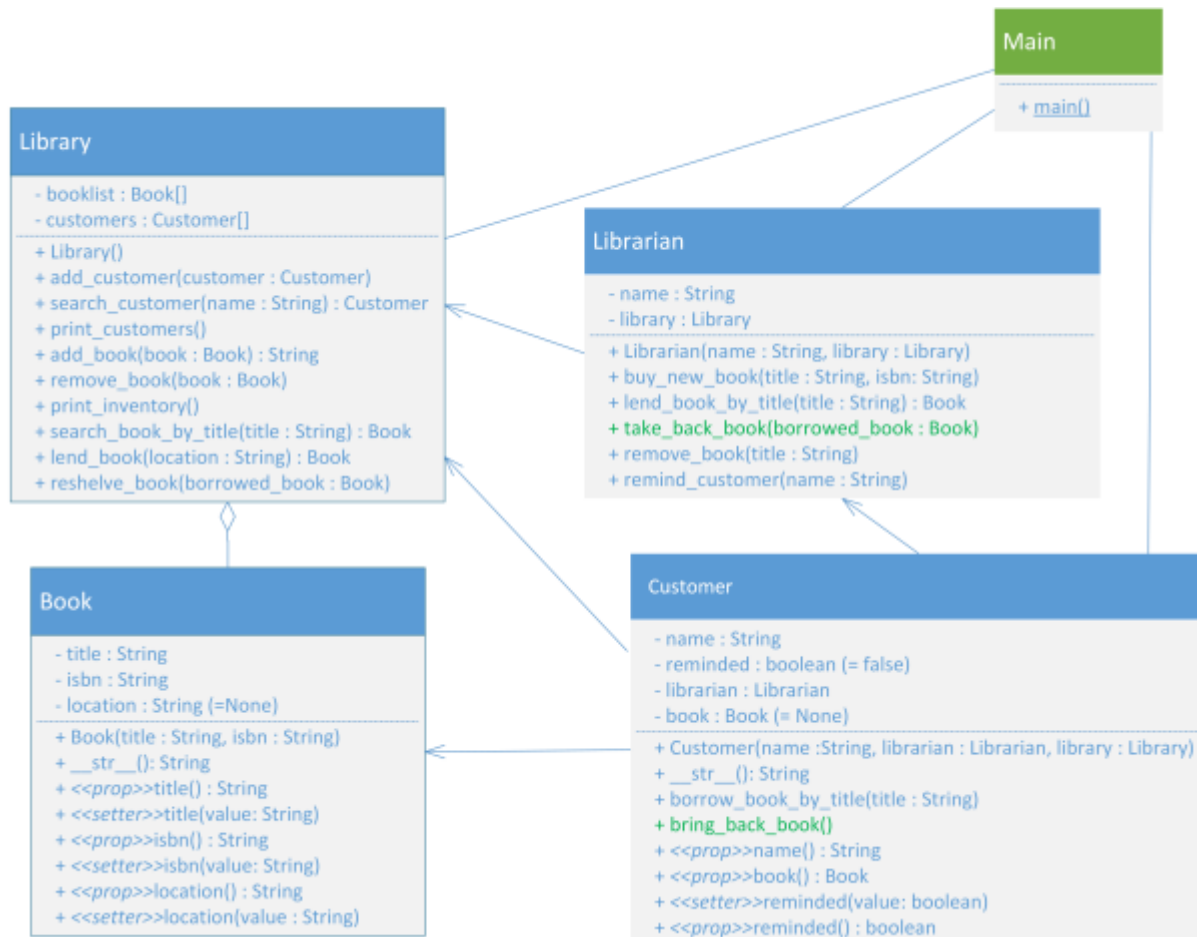 Main
+ main()
Library
- booklist : Book[]
- customers : Customer[]
+ Library()
+ add_customer(customer : Customer)
+ search_customer(name : String) : Customer
+ print_customers()
+ add_book(book : Book) : String
+ remove_book(book : Book)
+ print_inventory()
+ search_book_by_title(title : String) : Book
+ lend_book(location : String) : Book
+ reshelve_book(borrowed_book : Book)
Librarian
- name : String
- library : Library
+ Librarian(name : String, library : Library)
+ buy_new_book(title : String, isbn: String)
+ lend_book_by_title(title : String) : Book
+ take_back_book(borrowed_book : Book)
+ remove_book(title : String)
+ remind_customer(name : String)
Book
- title : String
- isbn : String
- location : String (=None)
+ Book(title : String, isbn : String)
+ __str__(): String
+ <<prop>>title() : String
+ <<setter>>title(value: String)
+ <<prop>>isbn() : String
+ <<setter>>isbn(value: String)
+ <<prop>>location() : String
+ <<setter>>location(value : String)
Customer
- name : String
- reminded : boolean (= false)
- librarian : Librarian
- book : Book (= None)
+ Customer(name :String, librarian : Librarian, library : Library)
+ __str__(): String
+ borrow_book_by_title(title : String)
+ bring_back_book()
+ <<prop>>name() : String
+ <<prop>>book() : Book
+ <<setter>>reminded(value: boolean)
+ <<prop>>reminded() : boolean